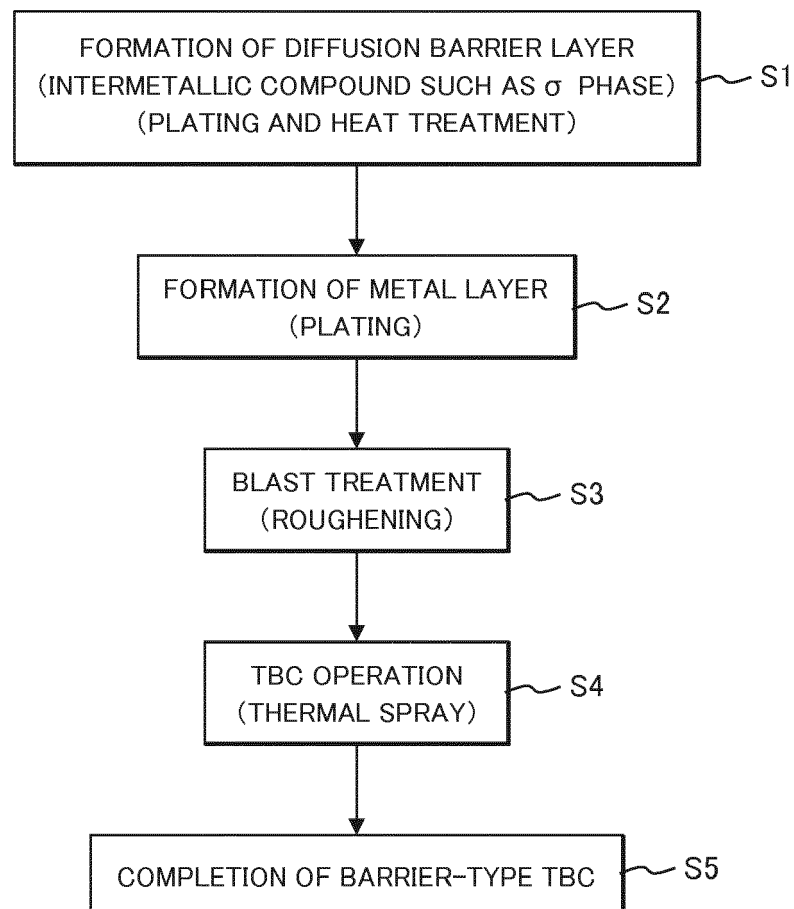 FORMATION OF DIFFUSION BARRIER LAYER
(INTERMETALLIC COMPOUND SUCH AS σ PHASE)
(PLATING AND HEAT TREATMENT)
S1
FORMATION OF METAL LAYER
(PLATING)
S2
BLAST TREATMENT
(ROUGHENING)
S3
TBC OPERATION
(THERMAL SPRAY)
S4
COMPLETION OF BARRIER-TYPE TBC
S5